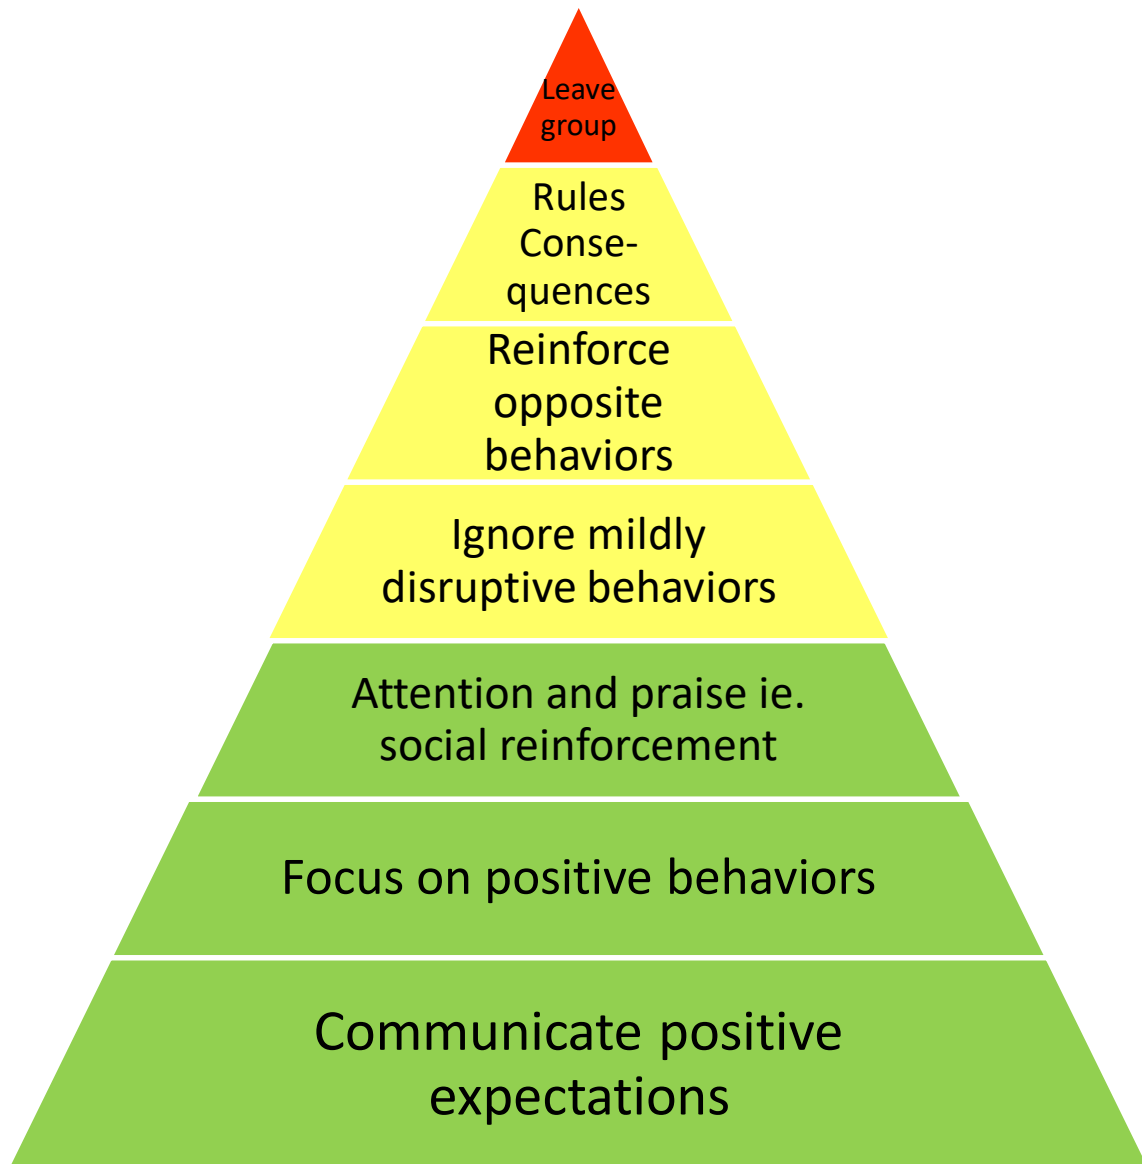 Leave
group
Rules
Conse-
quences
Reinforce
opposite
behaviors
Ignore mildly
disruptive behaviors
Attention and praise ie.
social reinforcement
Focus on positive behaviors
Communicate positive
expectations